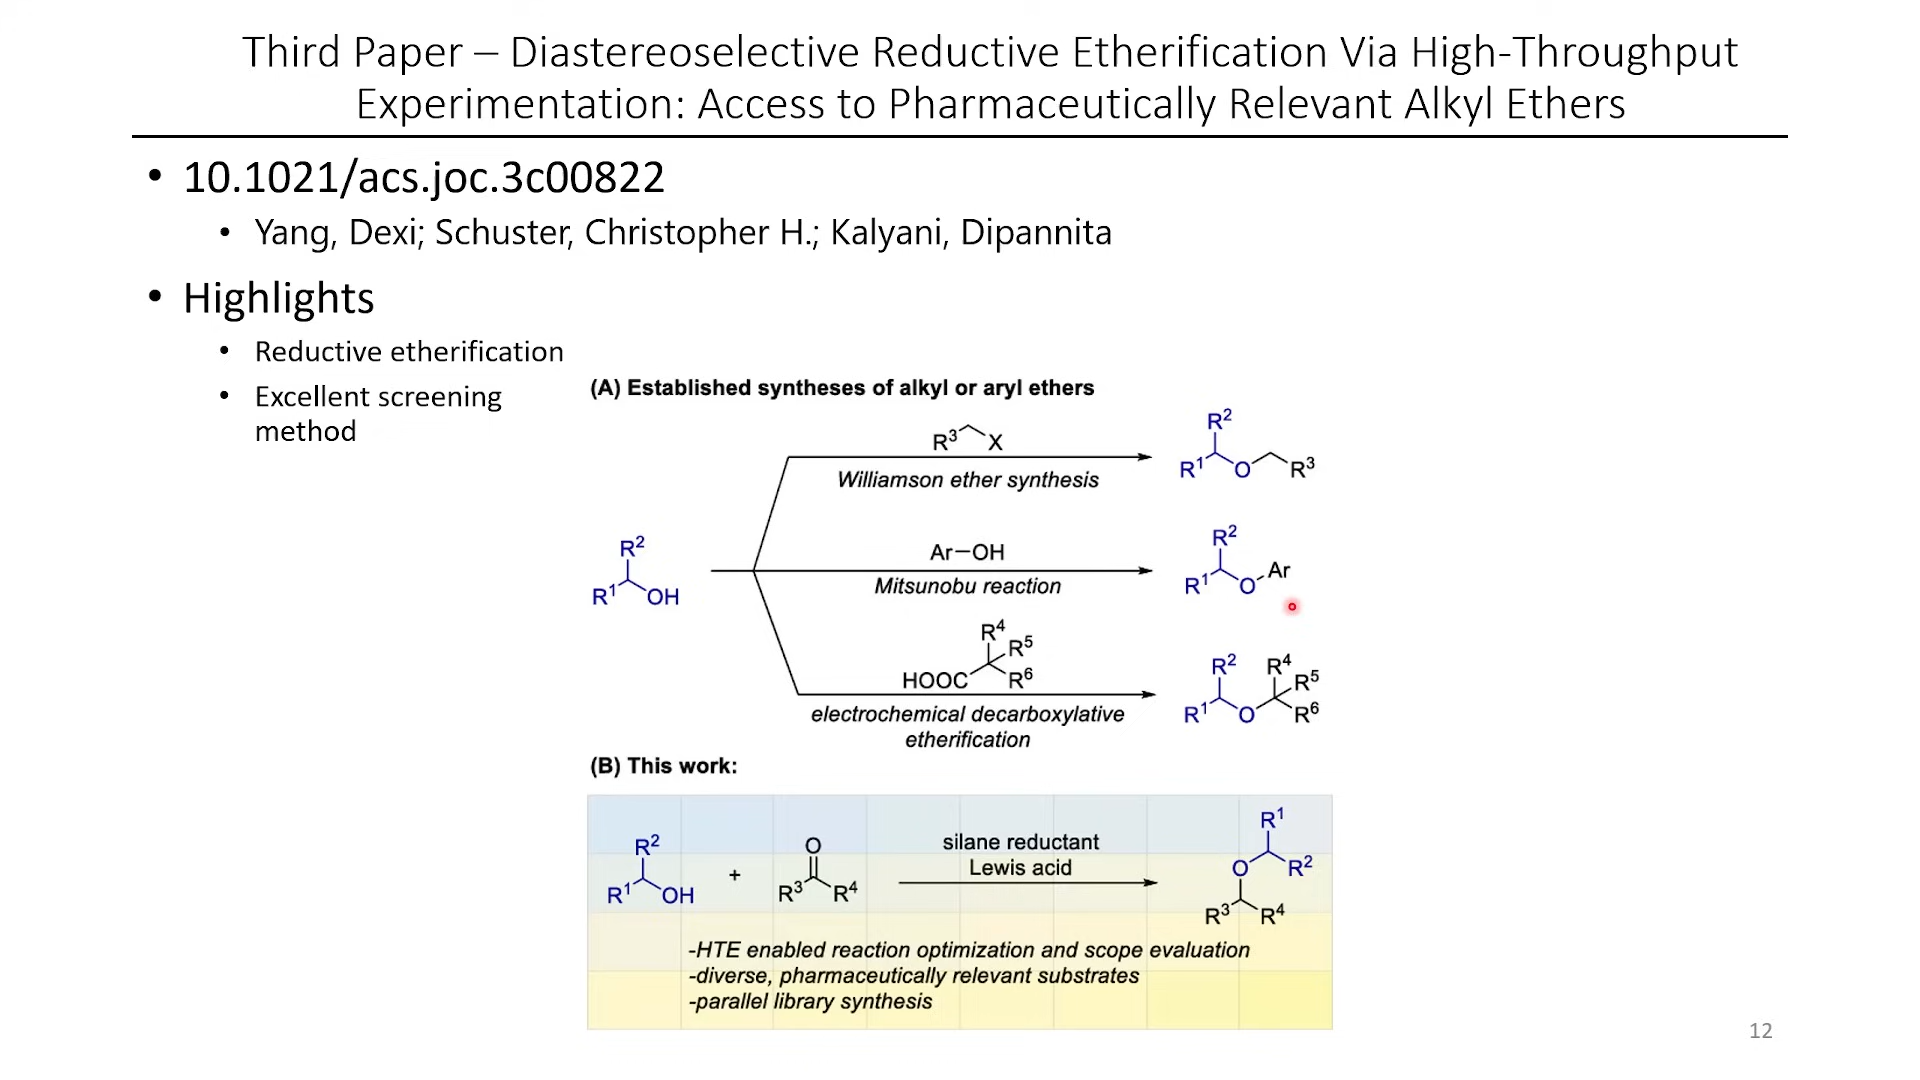 Third Paper – Diastereoselective Reductive Etherification Via High-Throughput
Experimentation: Access to Pharmaceutically Relevant Alkyl Ethers
• 10.1021/acs.joc.3c00822
• Yang, Dexi; Schuster, Christopher H.; Kalyani, Dipannita
• Highlights
• Reductive etherification
• Excellent screening
method
(A) Established syntheses of alkyl or aryl ethers
R³ X
Williamson ether synthesis
R²
R¹ O R³
R²
R¹ OH
Ar–OH
Mitsunobu reaction
R²
R¹ O Ar
R⁴
R⁵
HOOC R⁶
electrochemical decarboxylative
etherification
R² R⁴
R⁵
R¹ O R⁶
(B) This work:
R²
R¹ OH
+
O
R³ R⁴
silane reductant
Lewis acid
R¹
O R²
R³ R⁴
-HTE enabled reaction optimization and scope evaluation
-diverse, pharmaceutically relevant substrates
-parallel library synthesis
12